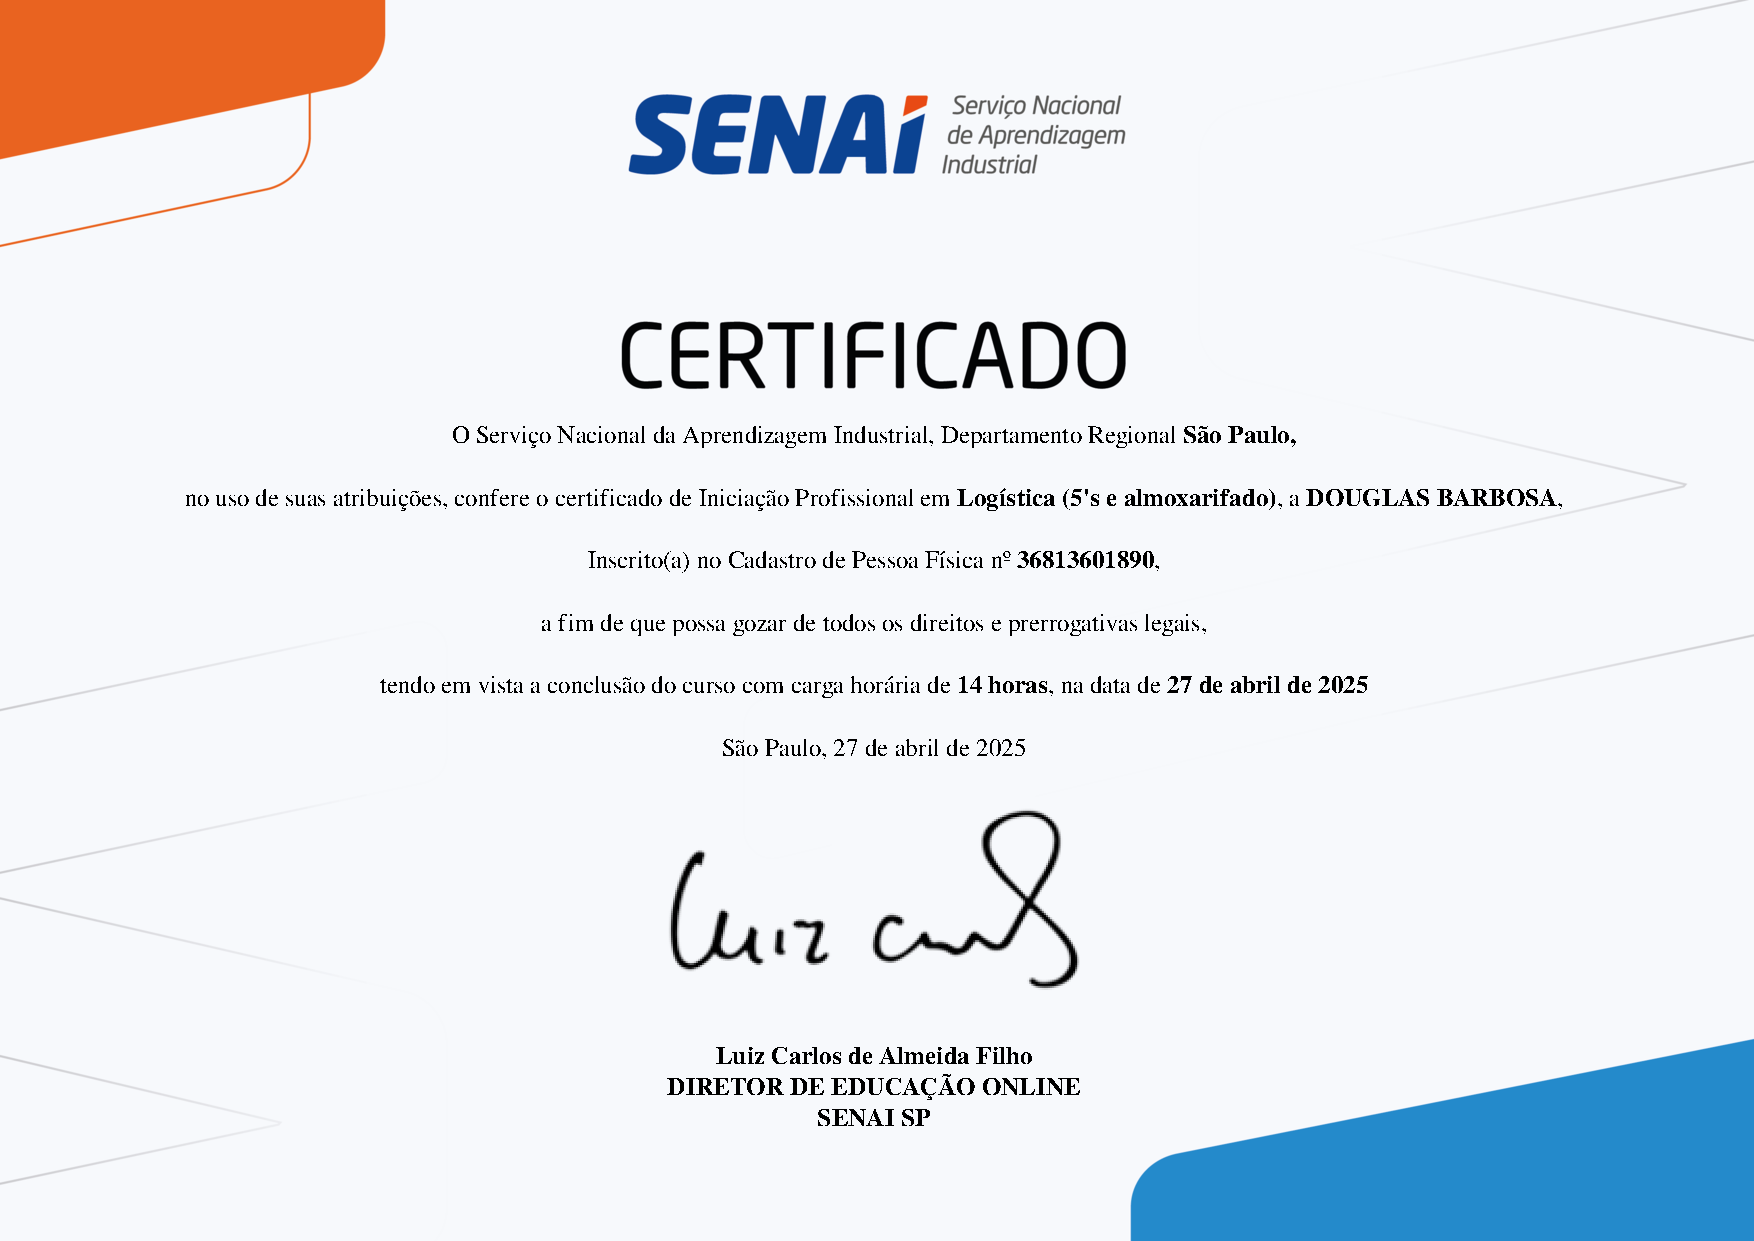 SENAI
Serviço Nacional
de Aprendizagem
Industrial
CERTIFICADO
O Serviço Nacional da Aprendizagem Industrial, Departamento Regional São Paulo,
no uso de suas atribuições, confere o certificado de Iniciação Profissional em Logística (5's e almoxarifado), a DOUGLAS BARBOSA,
Inscrito(a) no Cadastro de Pessoa Física nº 36813601890,
a fim de que possa gozar de todos os direitos e prerrogativas legais,
tendo em vista a conclusão do curso com carga horária de 14 horas, na data de 27 de abril de 2025
São Paulo, 27 de abril de 2025
Luiz Carlos de Almeida Filho
DIRETOR DE EDUCAÇÃO ONLINE
SENAI SP